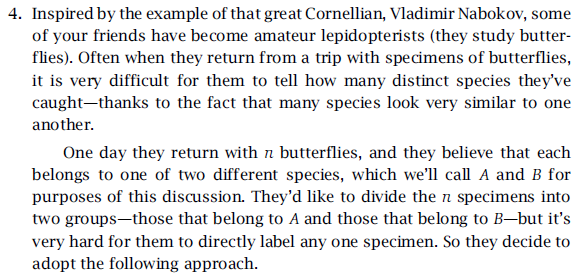 4. Inspired by the example of that great Cornellian, Vladimir Nabokov, some
of your friends have become amateur lepidopterists (they study butter-
flies). Often when they return from a trip with specimens of butterflies,
it is very difficult for them to tell how many distinct species they've
caught—thanks to the fact that many species look very similar to one
another.
One day they return with n butterflies, and they believe that each
belongs to one of two different species, which we'll call A and B for
purposes of this discussion. They'd like to divide the n specimens into
two groups—those that belong to A and those that belong to B—but it's
very hard for them to directly label any one specimen. So they decide to
adopt the following approach.